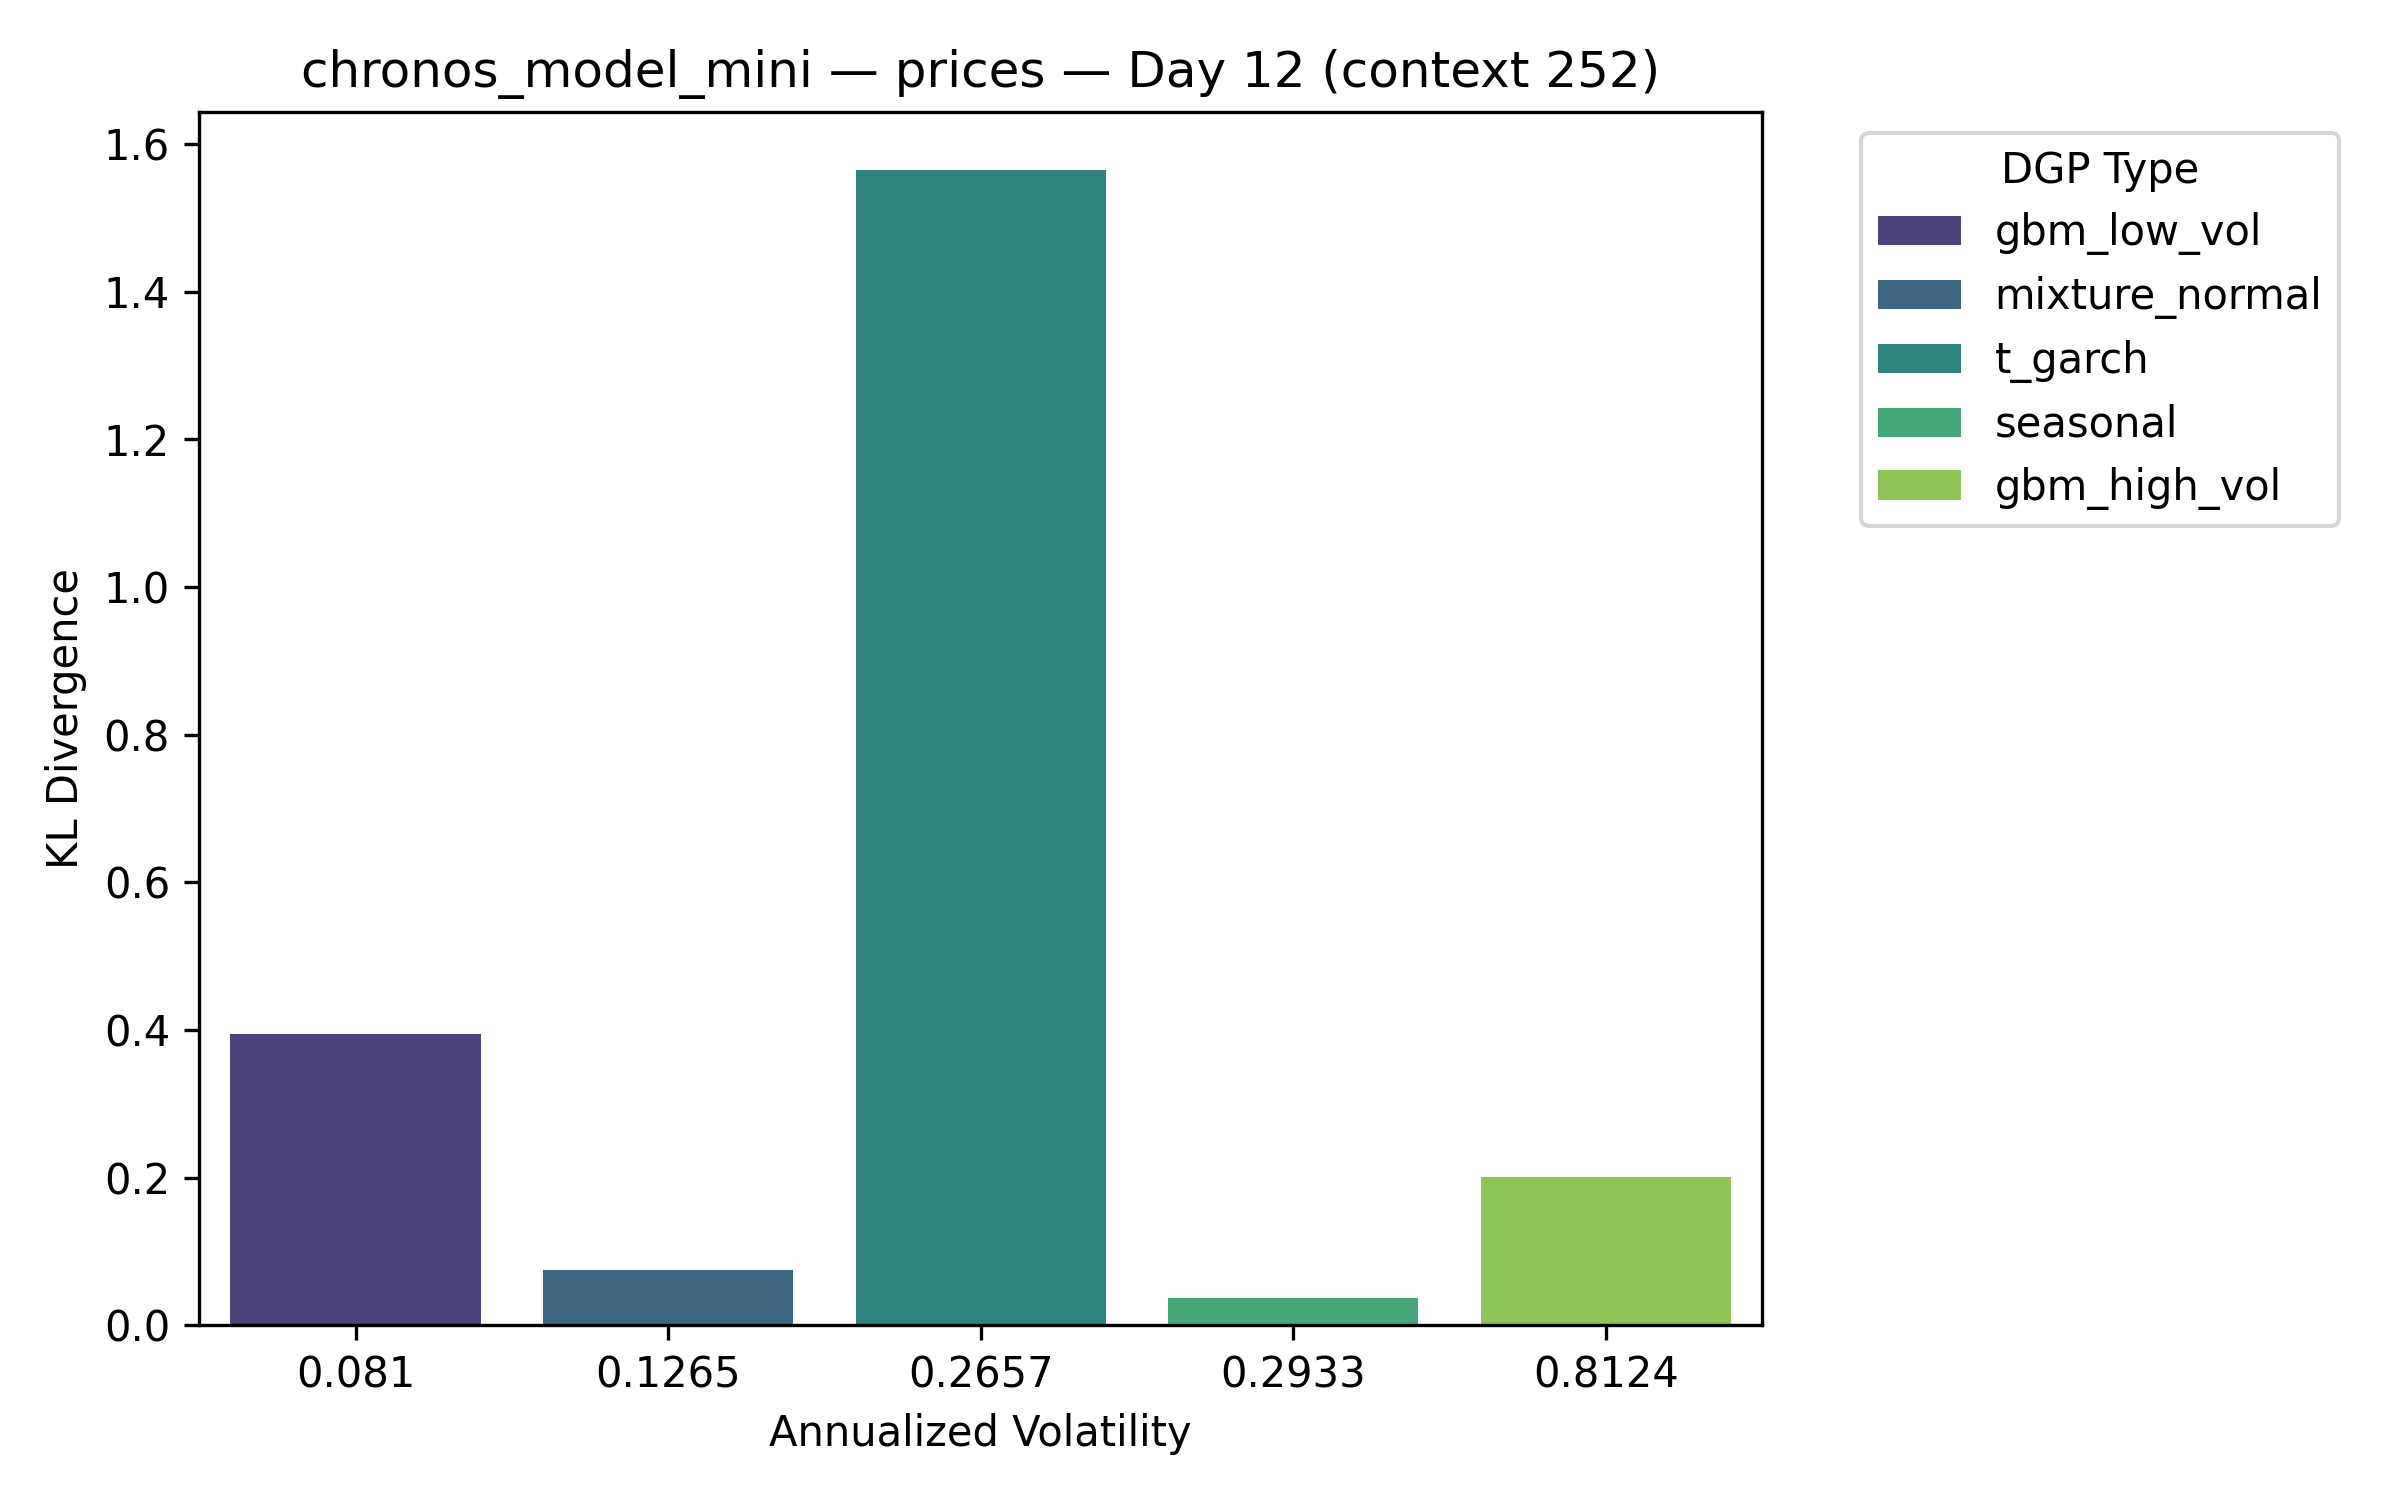 chronos_model_mini — prices — Day 12 (context 252)
1.6
1.4
1.2
1.0
0.8
0.6
0.4
0.2
0.0
KL Divergence
0.081 0.1265 0.2657 0.2933 0.8124
Annualized Volatility
DGP Type
gbm_low_vol
mixture_normal
t_garch
seasonal
gbm_high_vol